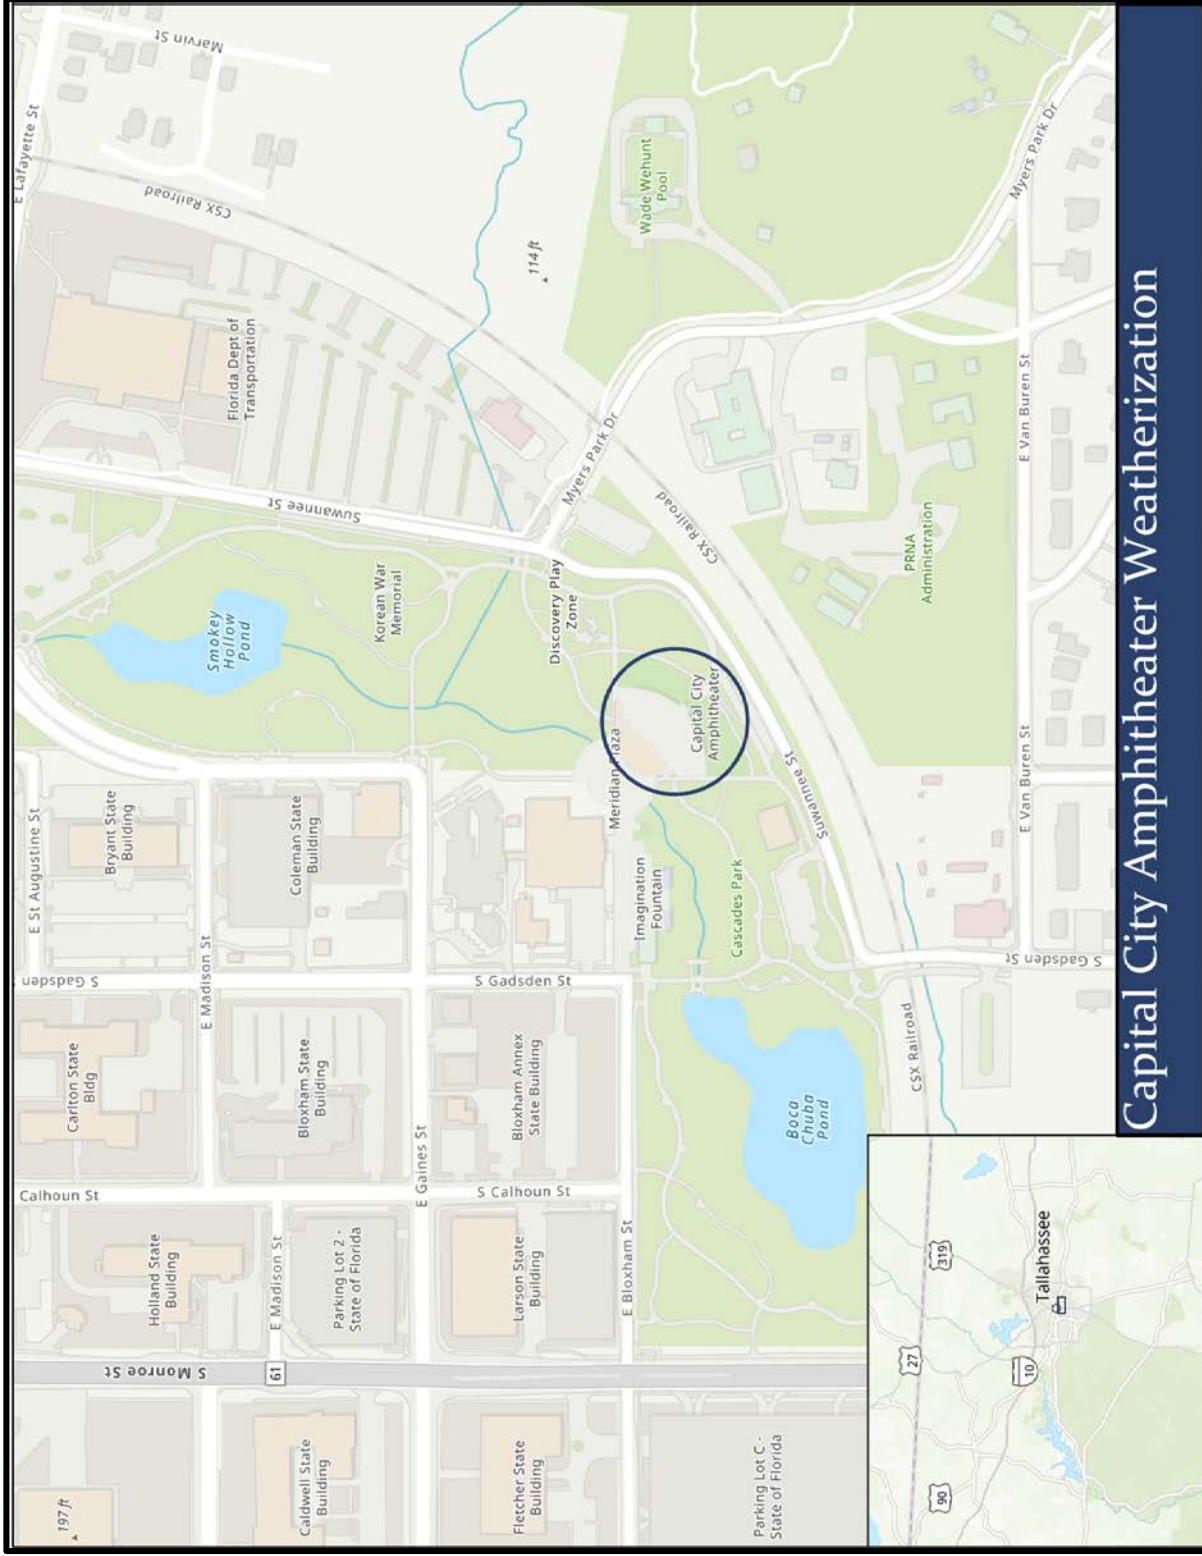 Marvin St
E Lafayette St
CSX Railroad
Florida Dept of
Transportation
114 ft
Wade Wehunt
Pool
Myers Park Dr
Suwannee St
Smokey
Hollow
Pond
Korean War
Memorial
Discovery Play
Zone
Myers Park Dr
CSX Railroad
PRNA
Administration
E Van Buren St
E St Augustine St
Bryant State
Building
Coleman State
Building
Meridian Plaza
Capital City
Amphitheater
Suwannee St
E Van Buren St
E Madison St
Imagination
Fountain
Cascades Park
S Gadsden St
S Gadsden St
S Gadsden St
Carlton State
Bldg
E Madison St
Bloxham State
Building
Bloxham Annex
State Building
Boca
Chuba
Pond
CSX Railroad
Calhoun St
E Gaines St
S Calhoun St
Holland State
Building
E Madison St
Parking Lot 2 -
State of Florida
Larson State
Building
E Bloxham St
S Monroe St
61
197 ft
Caldwell State
Building
Fletcher State
Building
Parking Lot C -
State of Florida
319
27
90
10
Tallahassee
Capital City Amphitheater Weatherization